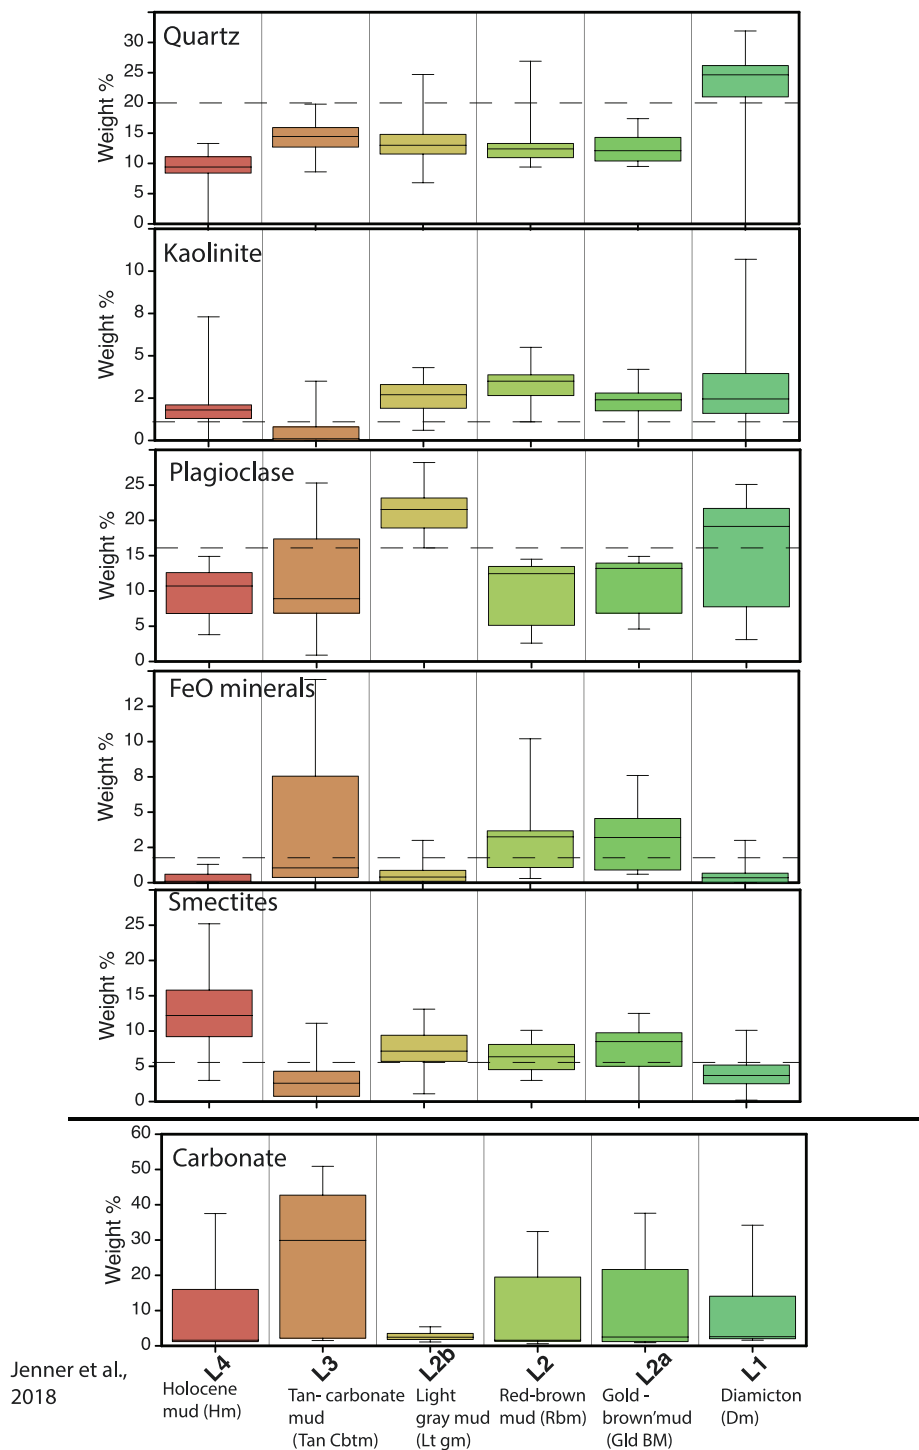 Quartz
Weight %
30
25
20
15
10
5
0
Kaolinite
Weight %
10
8
5
2
0
Plagioclase
Weight %
25
20
15
10
5
0
FeO minerals
Weight %
12
8
5
2
0
Smectites
Weight %
25
20
15
10
5
0
Carbonate
Weight %
60
50
40
30
20
10
0
Jenner et al.,
2018
L4
Holocene
mud (Hm)
L3
Tan- carbonate
mud
(Tan Cbtm)
L2b
Light
gray mud
(Lt gm)
L2
Red-brown
mud (Rbm)
L2a
Gold -
brown'mud
(Gld BM)
L1
Diamicton
(Dm)